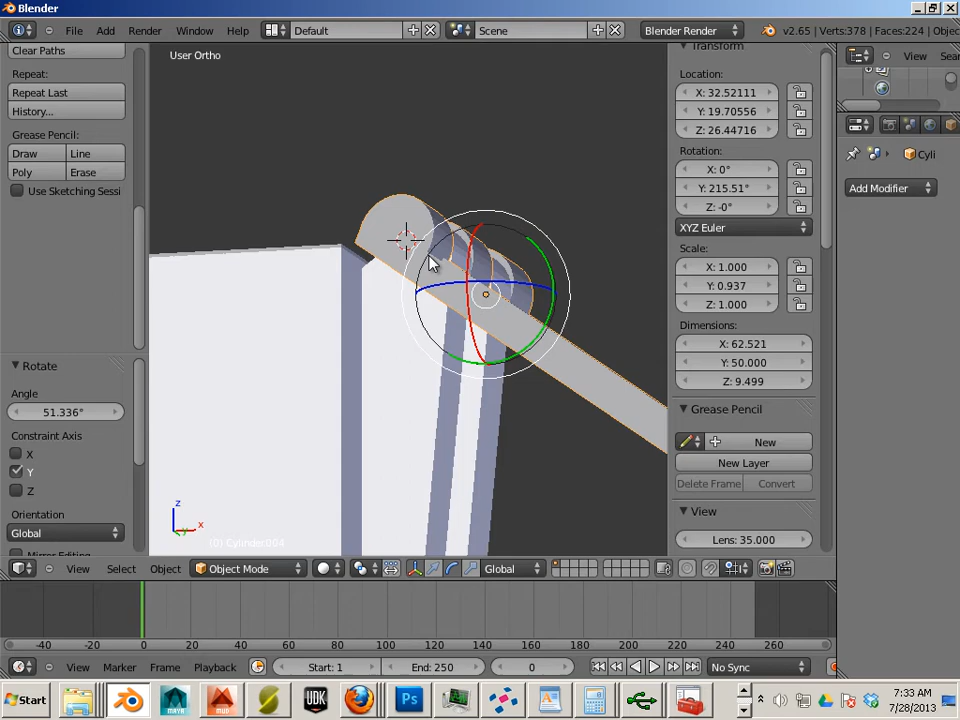 Blender
File Add Render Window Help Default Scene Blender Render v2.65 | Verts:378 | Faces:224 | Objec
Clear Paths
Repeat:
Repeat Last
History...
Grease Pencil:
Draw Line
Poly Erase
Use Sketching Sessi
Rotate
Angle
51.336°
Constraint Axis
X
Y
Z
Orientation
Global
User Ortho
z
x
y
(0) Cylinder.004
Transform
Location:
X: 32.52111
Y: 19.70556
Z: 26.44716
Rotation:
X: 0°
Y: 215.51°
Z: -0°
XYZ Euler
Scale:
X: 1.000
Y: 0.937
Z: 1.000
Dimensions:
X: 62.521
Y: 50.000
Z: 9.499
Grease Pencil
New
New Layer
Delete Frame Convert
View
Lens: 35.000
View Sear
Cyli
Add Modifier
View Select Object Object Mode Global
-40 -20 0 20 40 60 80 100 120 140 160 180 200 220 240 260
View Marker Frame Playback Start: 1 End: 250 0 No Sync
Start MAYA MUD UDK Ps 7:33 AM
7/28/2013